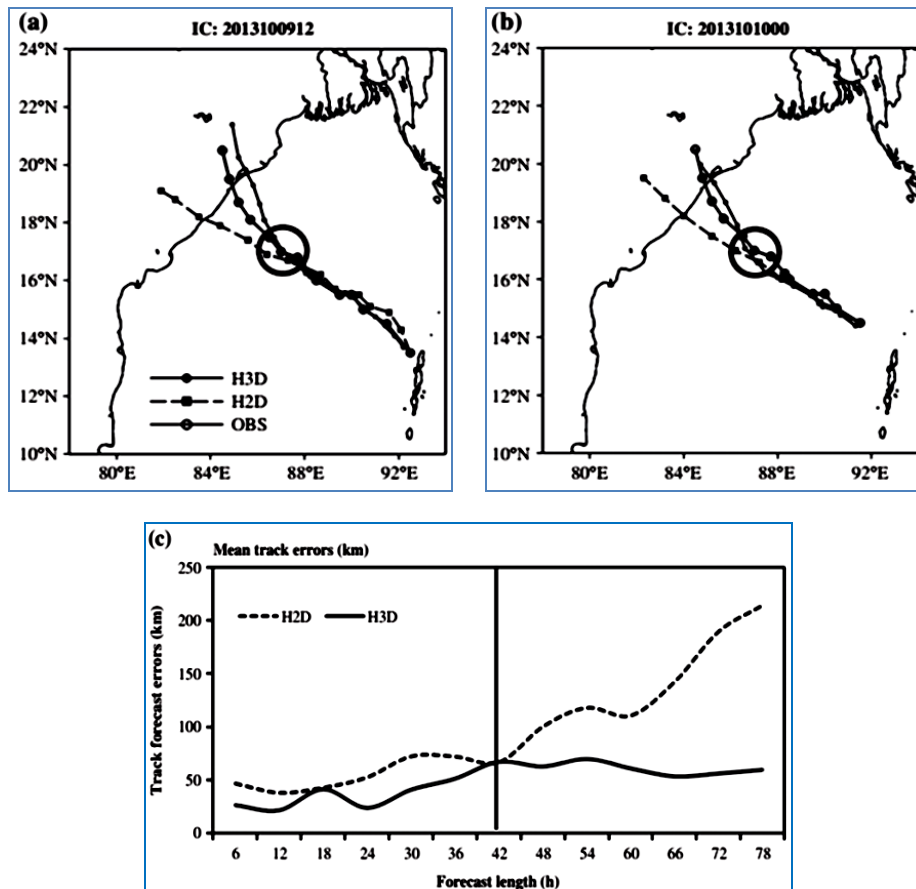 (a)
IC: 2013100912
24°N
22°N
20°N
18°N
16°N
14°N
12°N
10°N
H3D
H2D
OBS
80°E 84°E 88°E 92°E
(b)
IC: 2013101000
24°N
22°N
20°N
18°N
16°N
14°N
12°N
10°N
80°E 84°E 88°E 92°E
(c)
Mean track errors (km)
Track forecast errors (km)
250
200
150
100
50
0
H2D H3D
6 12 18 24 30 36 42 48 54 60 66 72 78
Forecast length (h)